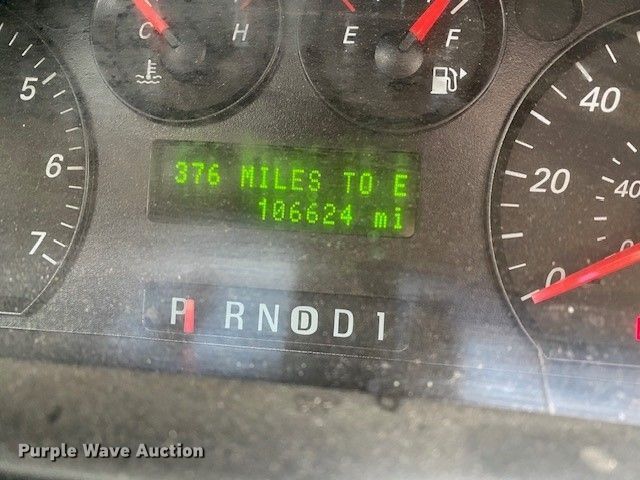 C H E F
5
6
7
376 MILES TO E
106624 mi
P R N D D 1
40
20
0
40
Purple Wave Auction